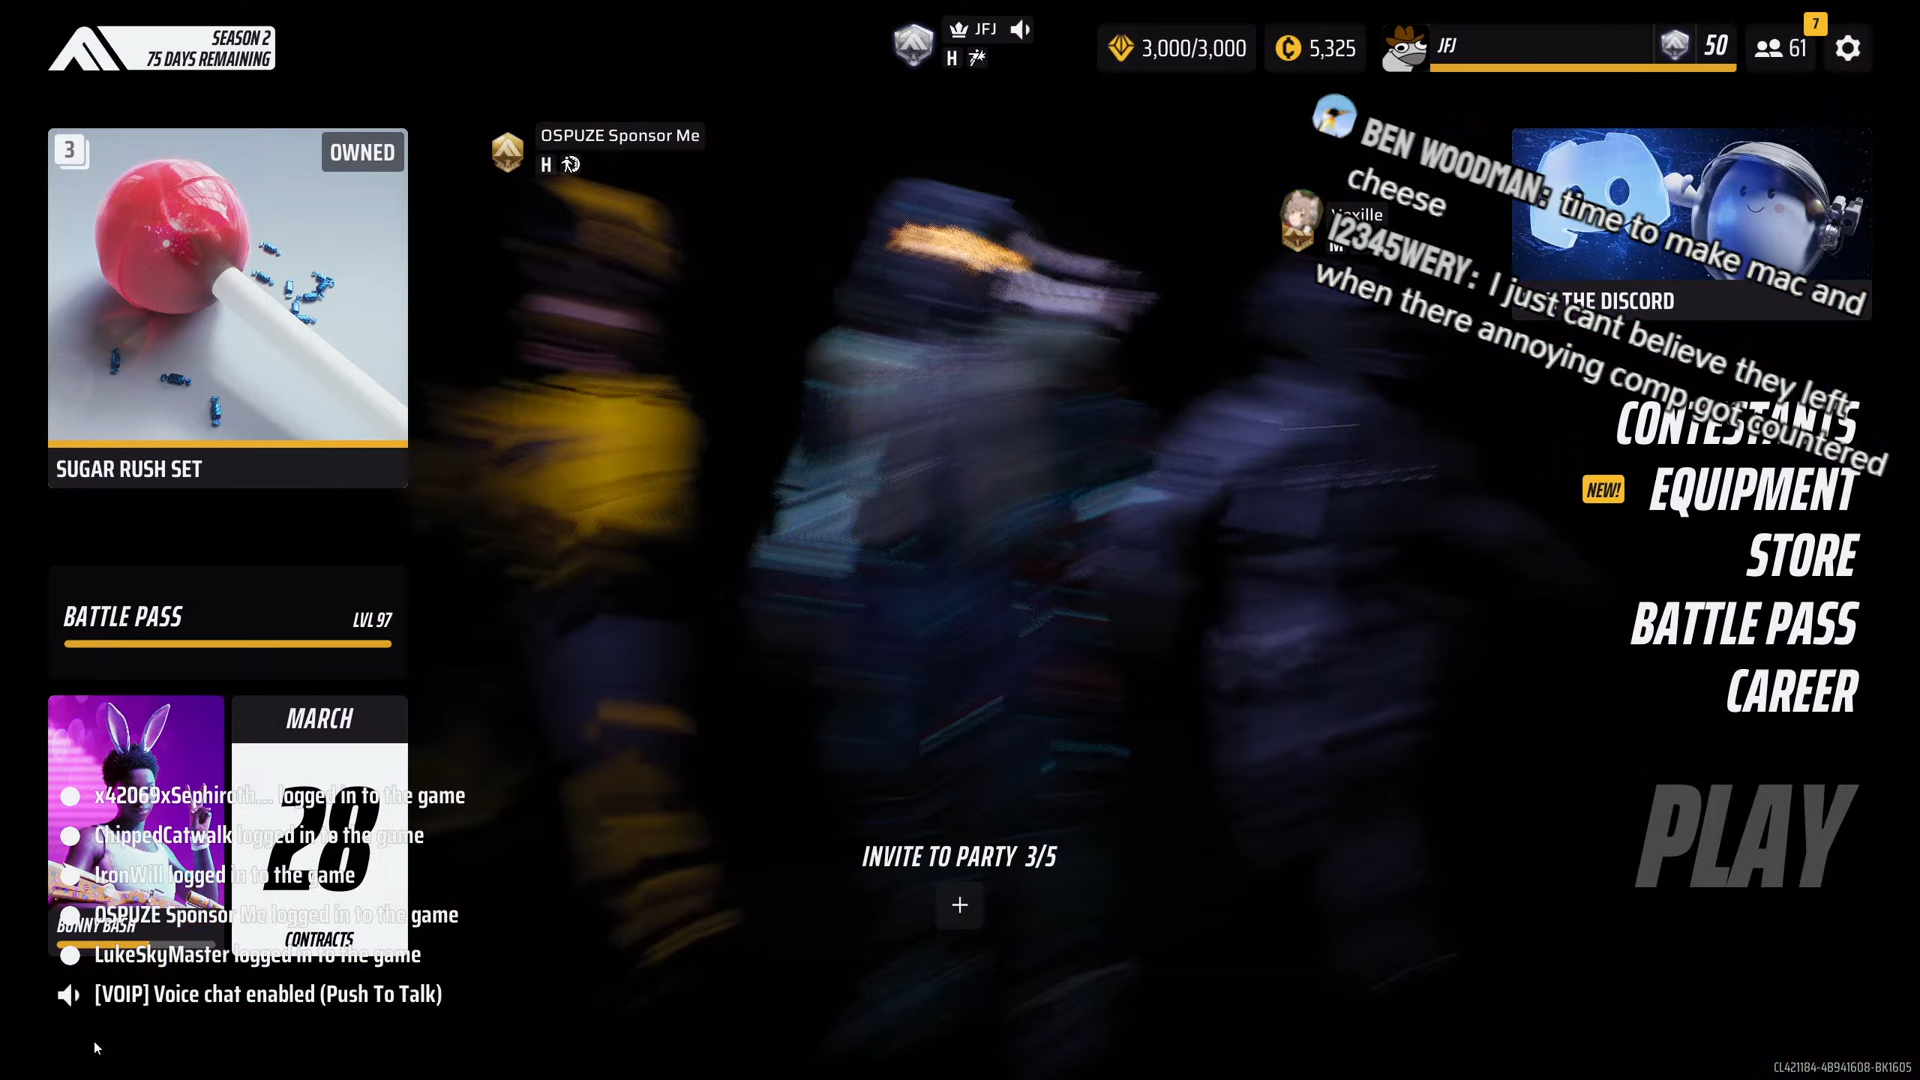 SEASON 2
75 DAYS REMAINING
JFJ
H
3,000/3,000
5,325
JFJ
50
7
61
3
OWNED
SUGAR RUSH SET
OSPUZE Sponsor Me
H
BEN WOODMAN: time to make mac and
cheese
12345WERY: I just cant believe they left
when there annoying comp got countered
THE DISCORD
CONTESTANTS
NEW!
EQUIPMENT
STORE
BATTLE PASS
CAREER
PLAY
BATTLE PASS
LVL 97
MARCH
28
CONTRACTS
BUNNY BASH
x42069xSephiroth... logged in to the game
ChippedCatwalk logged in to the game
IronWill logged in to the game
OSPUZE Sponsor Me logged in to the game
LukeSkyMaster logged in to the game
[VOIP] Voice chat enabled (Push To Talk)
INVITE TO PARTY 3/5
+
CL421184-4B941608-BK1605